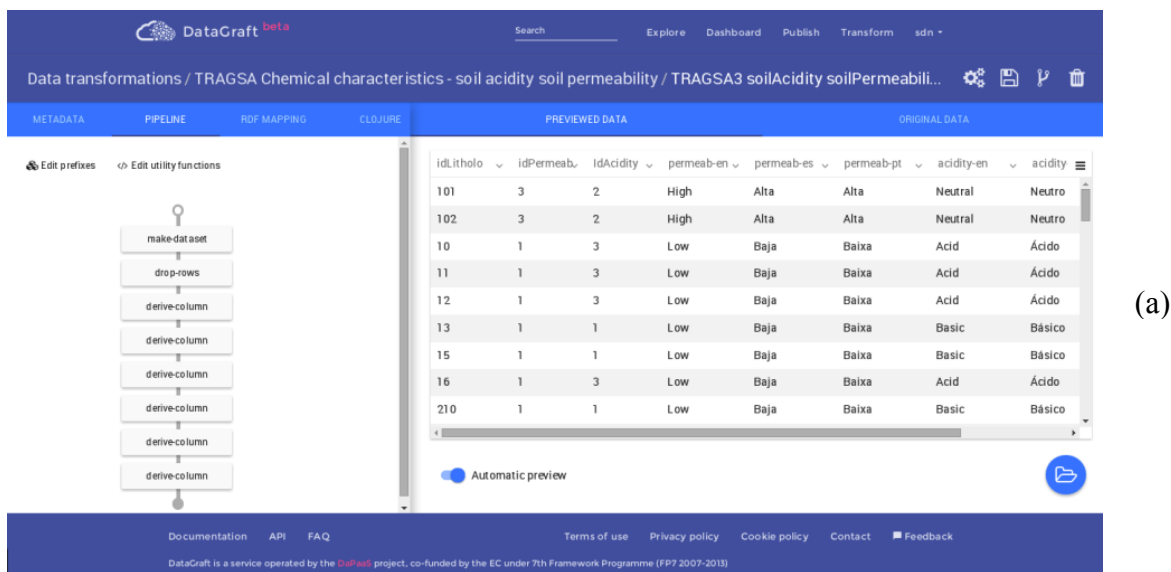 DataGraft beta
Search
Explore Dashboard Publish Transform sdn
Data transformations / TRAGSA Chemical characteristics - soil acidity soil permeability / TRAGSA3 soilAcidity soilPermeabili...
METADATA PIPELINE RDF MAPPING CLOJURE PREVIEWED DATA ORIGINAL DATA
Edit prefixes </> Edit utility functions
make-dataset
drop-rows
derive-column
derive-column
derive-column
derive-column
derive-column
derive-column
idLitholo idPermeab IdAcidity permeab-en permeab-es permeab-pt acidity-en acidity
101 3 2 High Alta Alta Neutral Neutro
102 3 2 High Alta Alta Neutral Neutro
10 1 3 Low Baja Baixa Acid Ácido
11 1 3 Low Baja Baixa Acid Ácido
12 1 3 Low Baja Baixa Acid Ácido
13 1 1 Low Baja Baixa Basic Básico
15 1 1 Low Baja Baixa Basic Básico
16 1 3 Low Baja Baixa Acid Ácido
210 1 1 Low Baja Baixa Basic Básico
Automatic preview
(a)
Documentation API FAQ Terms of use Privacy policy Cookie policy Contact Feedback
DataGraft is a service operated by the DaPaaS project, co-funded by the EC under 7th Framework Programme (FP7 2007-2013)